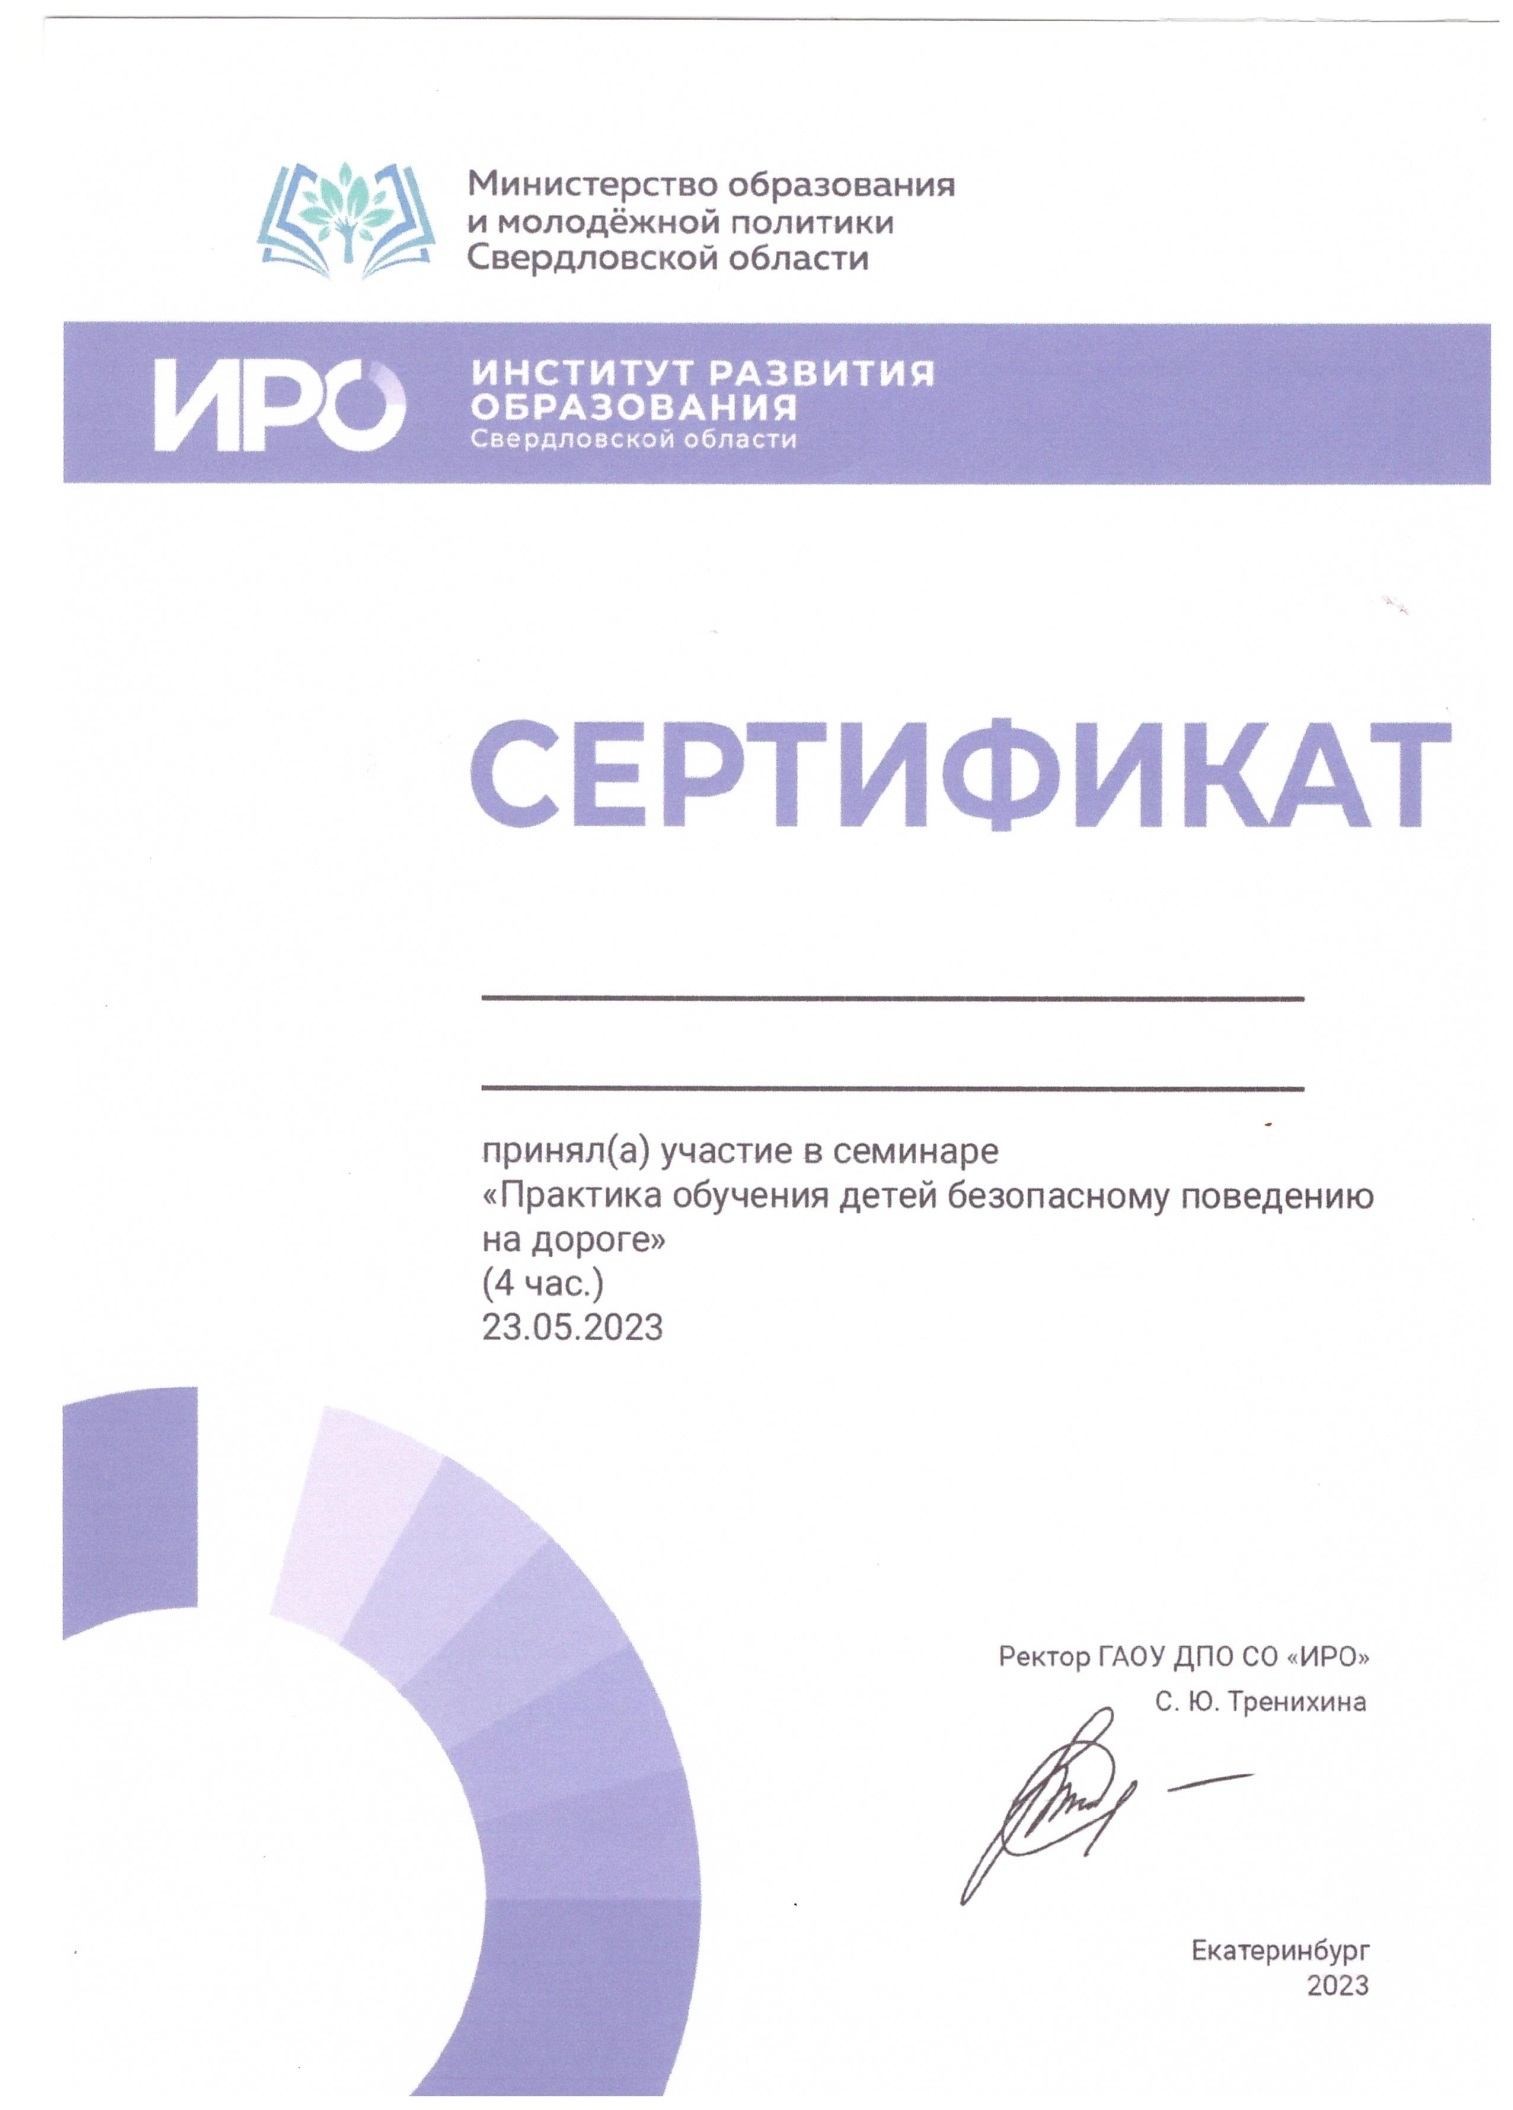 Министерство образования
и молодёжной политики
Свердловской области
ИРО
ИНСТИТУТ РАЗВИТИЯ
ОБРАЗОВАНИЯ
Свердловской области
СЕРТИФИКАТ
принял(а) участие в семинаре
«Практика обучения детей безопасному поведению
на дороге»
(4 час.)
23.05.2023
Ректор ГАОУ ДПО СО «ИРО»
С. Ю. Тренихина
Екатеринбург
2023